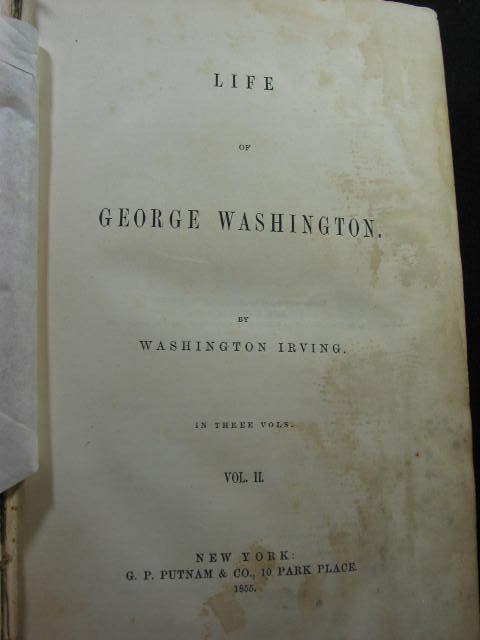 LIFE
OF
GEORGE WASHINGTON.
BY
WASHINGTON IRVING.
IN THREE VOLS.
VOL. II.
NEW YORK:
G. P. PUTNAM & CO., 10 PARK PLACE.
1855.